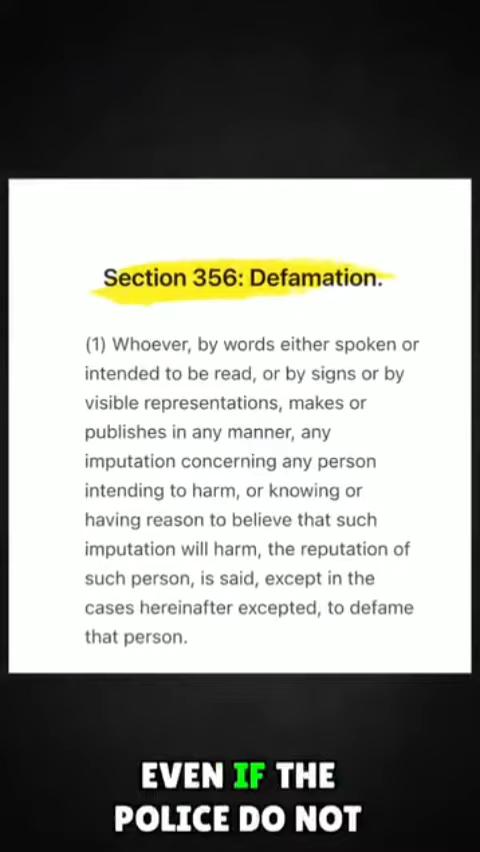 Section 356: Defamation.
(1) Whoever, by words either spoken or
intended to be read, or by signs or by
visible representations, makes or
publishes in any manner, any
imputation concerning any person
intending to harm, or knowing or
having reason to believe that such
imputation will harm, the reputation of
such person, is said, except in the
cases hereinafter excepted, to defame
that person.
EVEN IF THE
POLICE DO NOT